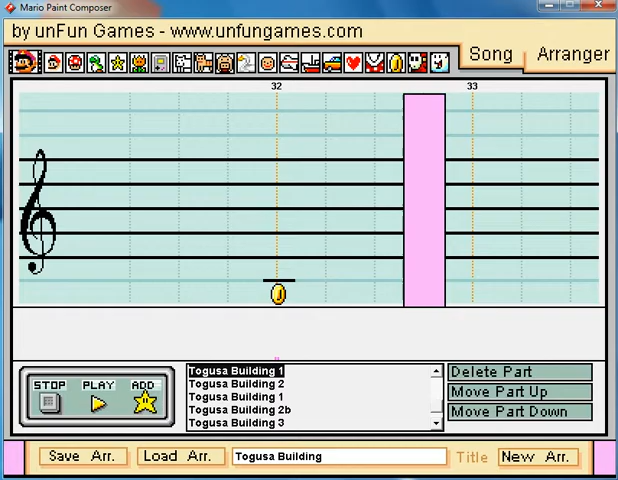 Mario Paint Composer
by unFun Games - www.unfungames.com
Song
Arranger
32
33
STOP
PLAY
ADD
Togusa Building 1
Togusa Building 2
Togusa Building 1
Togusa Building 2b
Togusa Building 3
Delete Part
Move Part Up
Move Part Down
Save Arr.
Load Arr.
Togusa Building
Title
New Arr.